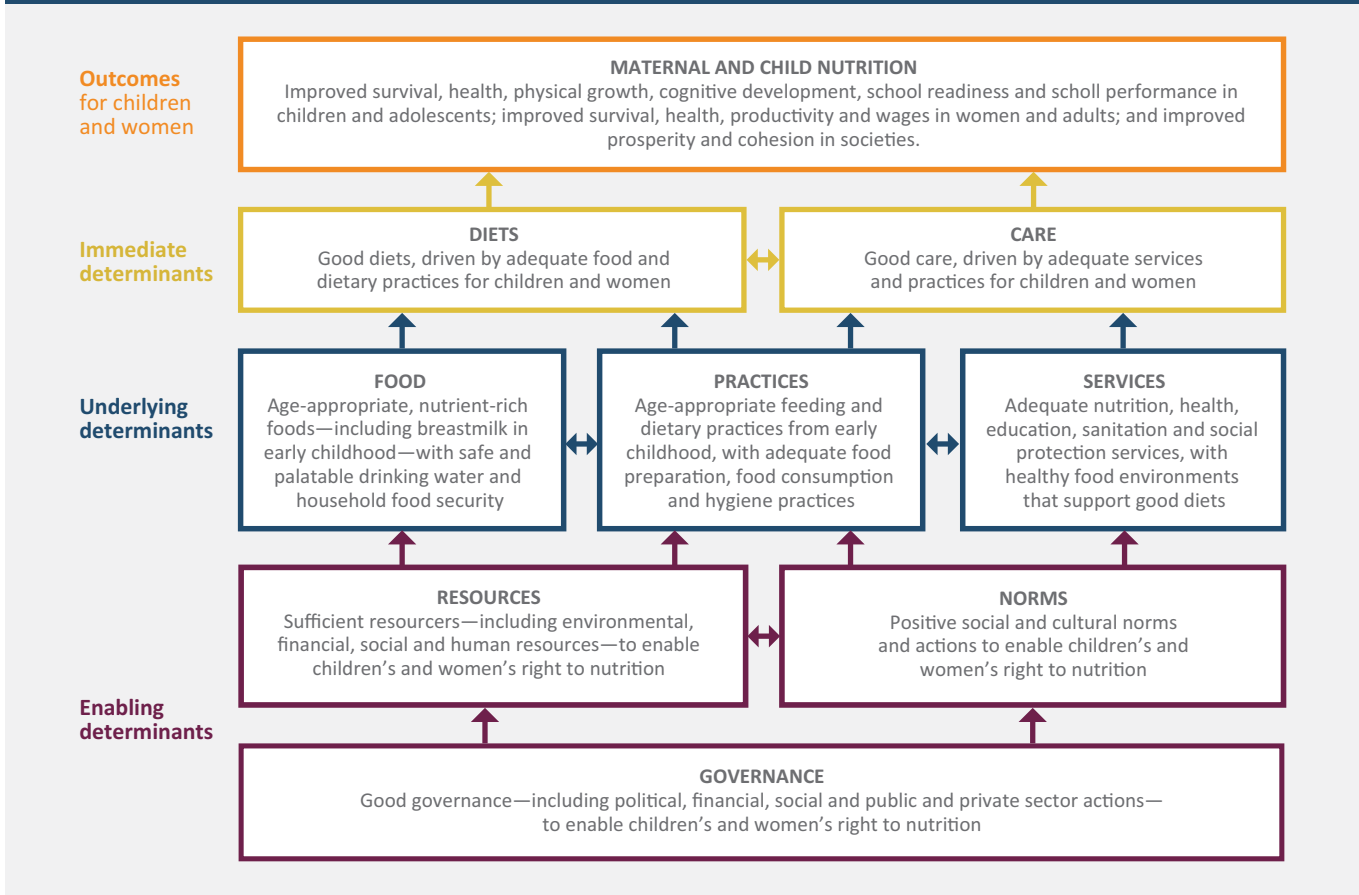 Outcomes
for children
and women
MATERNAL AND CHILD NUTRITION
Improved survival, health, physical growth, cognitive development, school readiness and scholl performance in
children and adolescents; improved survival, health, productivity and wages in women and adults; and improved
prosperity and cohesion in societies.
Immediate
determinants
DIETS
Good diets, driven by adequate food and
dietary practices for children and women
CARE
Good care, driven by adequate services
and practices for children and women
Underlying
determinants
FOOD
Age-appropriate, nutrient-rich
foods—including breastmilk in
early childhood—with safe and
palatable drinking water and
household food security
PRACTICES
Age-appropriate feeding and
dietary practices from early
childhood, with adequate food
preparation, food consumption
and hygiene practices
SERVICES
Adequate nutrition, health,
education, sanitation and social
protection services, with
healthy food environments
that support good diets
Enabling
determinants
RESOURCES
Sufficient resourcers—including environmental,
financial, social and human resources—to enable
children’s and women’s right to nutrition
NORMS
Positive social and cultural norms
and actions to enable children’s and
women’s right to nutrition
GOVERNANCE
Good governance—including political, financial, social and public and private sector actions—
to enable children’s and women’s right to nutrition